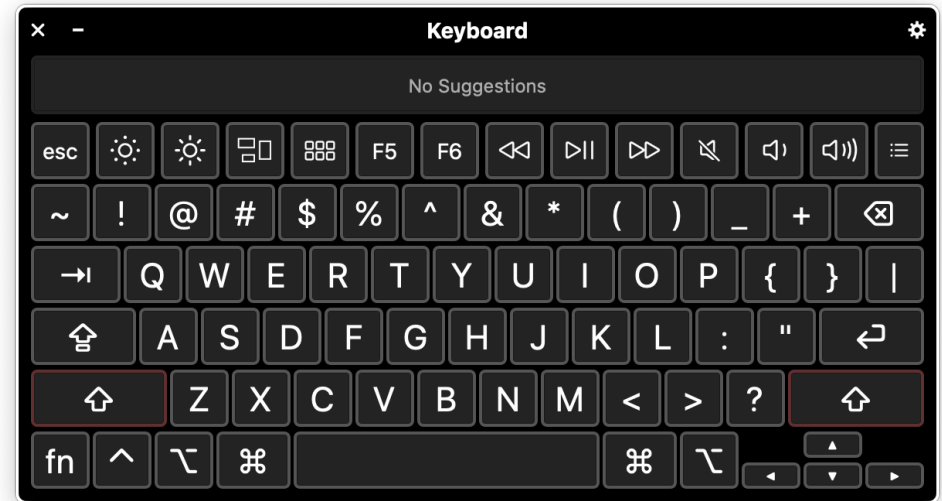 Keyboard
No Suggestions
esc F5 F6
~ ! @ # $ % ^ & * ( ) _ +
Q W E R T Y U I O P { } |
A S D F G H J K L : "
Z X C V B N M < > ?
fn ^ ⌥ ⌘ ⌘ ⌥